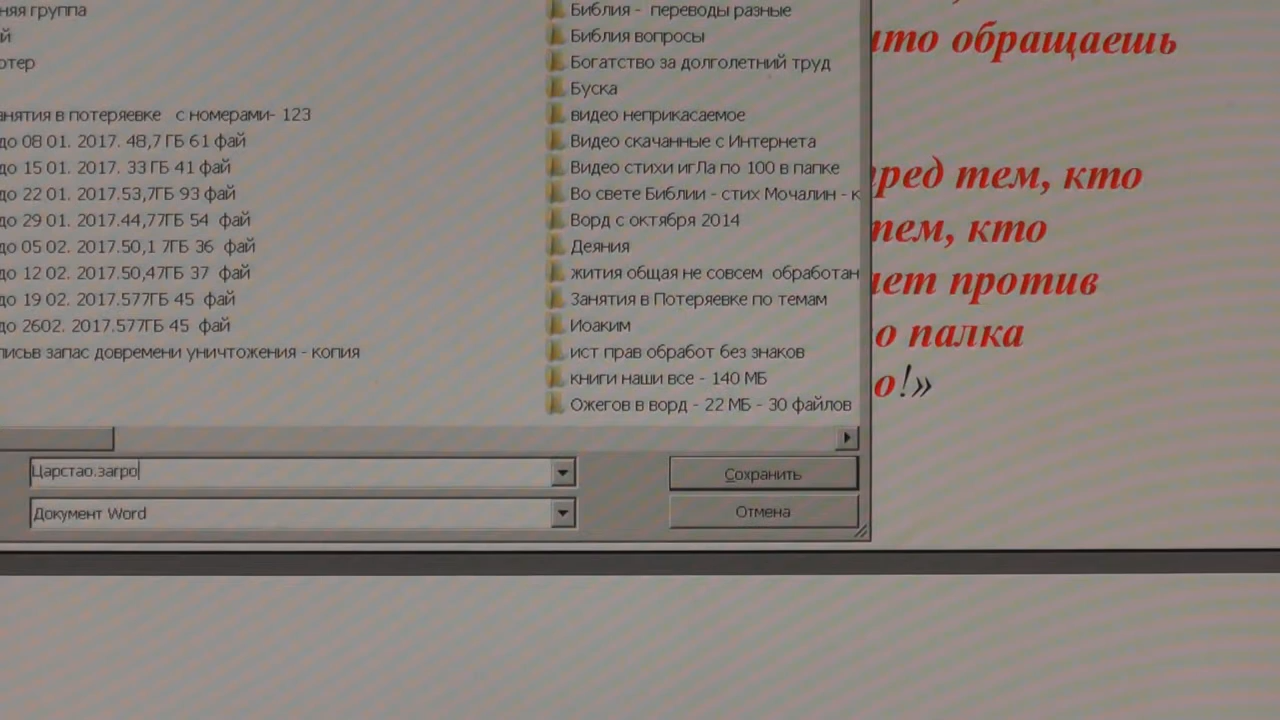 няя группа
й
ютер
анятия в потеряевке с номерами- 123
до 08 01. 2017. 48,7 ГБ 61 фай
до 15 01. 2017. 33 ГБ 41 фай
до 22 01. 2017.53,7ГБ 93 фай
до 29 01. 2017.44,77ГБ 54 фай
до 05 02. 2017.50,1 7ГБ 36 фай
до 12 02. 2017.50,47ГБ 37 фай
до 19 02. 2017.577ГБ 45 фай
до 2602. 2017.577ГБ 45 фай
письв запас довремени уничтожения - копия
Библия - переводы разные
Библия вопросы
Богатство за долголетний труд
Буска
видео неприкасаемое
Видео скачанные с Интернета
Видео стихи игЛа по 100 в папке
Во свете Библии - стих Мочалин - к
Ворд с октября 2014
Деяния
жития общая не совсем обработан
Занятия в Потеряевке по темам
Иоаким
ист прав обработ без знаков
книги наши все - 140 МБ
Ожегов в ворд - 22 МБ - 30 файлов
Царстао.загро
Сохранить
Документ Word
Отмена
что обращаешь
пред тем, кто
тем, кто
ает против
о палка
о!»